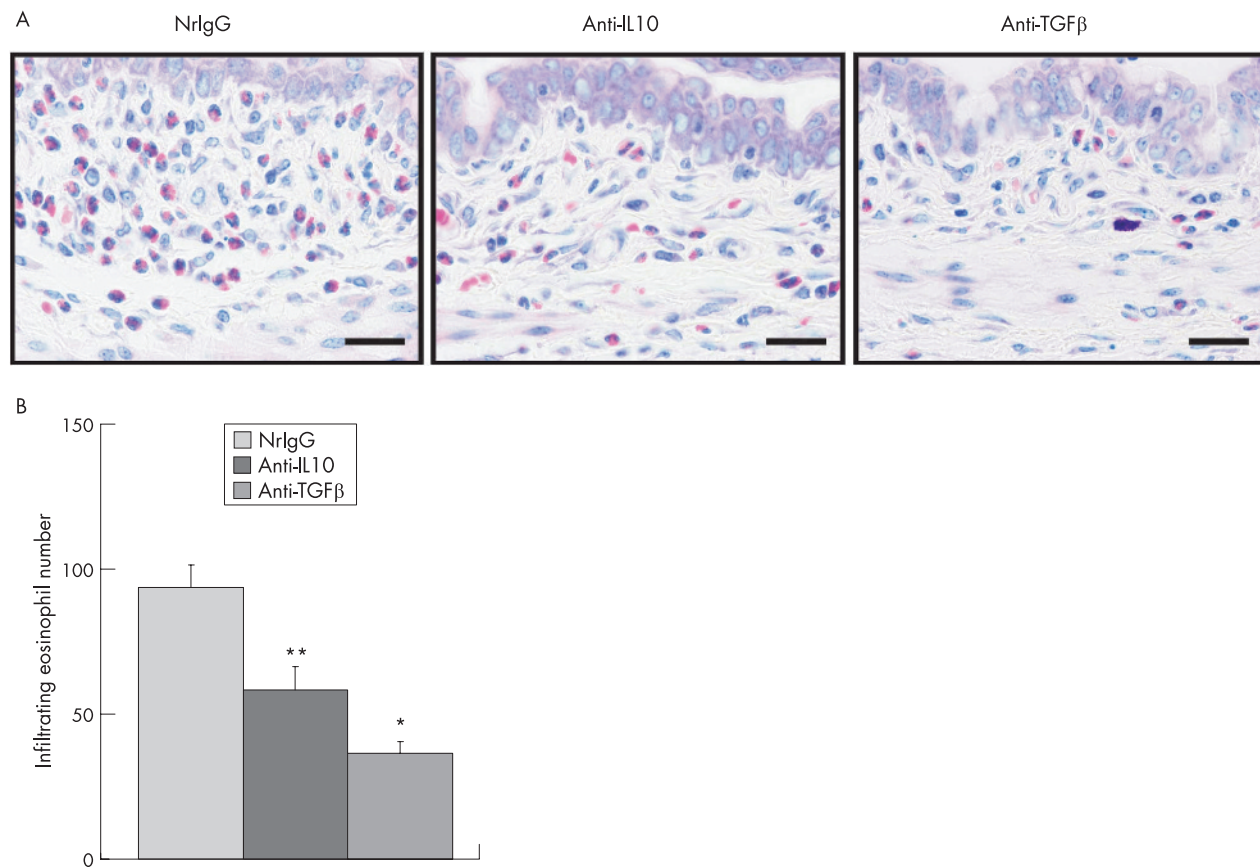 A
NrIgG
Anti-IL10
Anti-TGFβ
B
150
100
50
0
Infiltrating eosinophil number
NrIgG
Anti-IL10
Anti-TGFβ
**
*